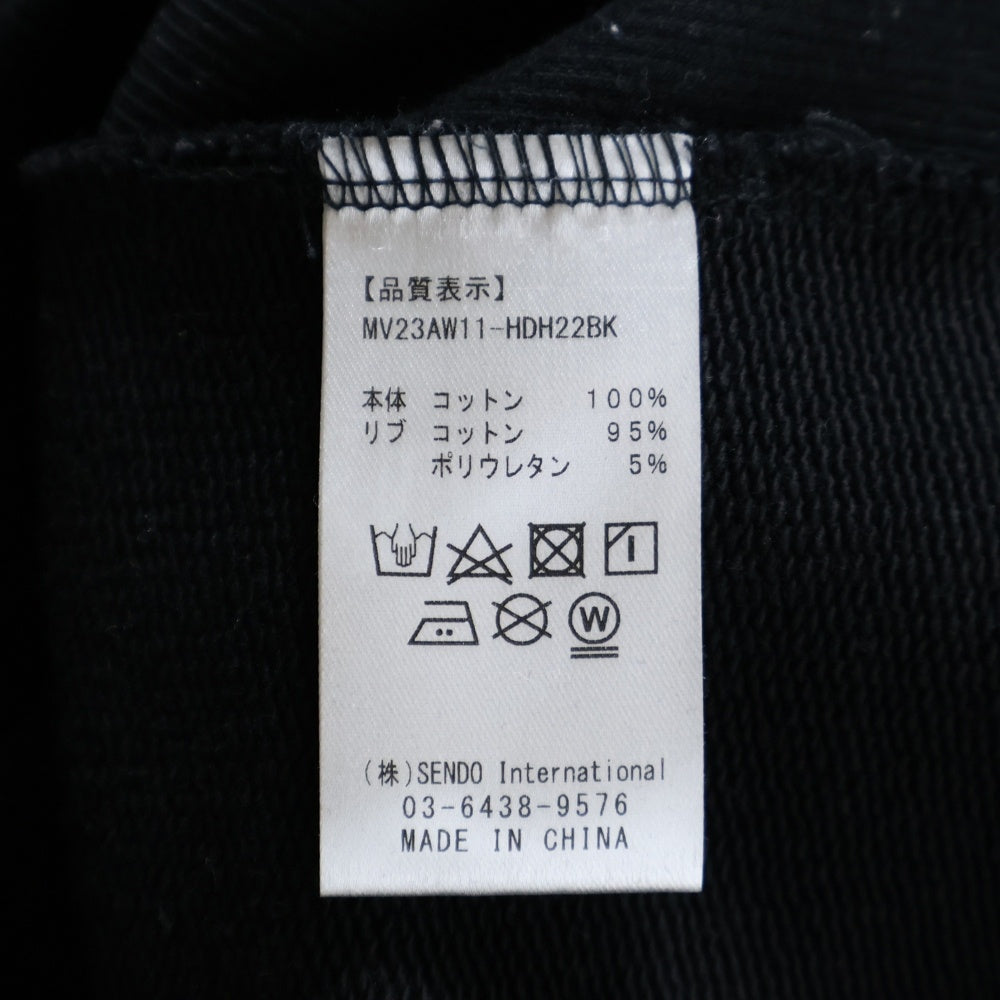 【品質表示】
MV23AW11-HDH22BK
本体 コットン 100%
リブ コットン 95%
ポリウレタン 5%
W
(株)SENDO International
03-6438-9576
MADE IN CHINA